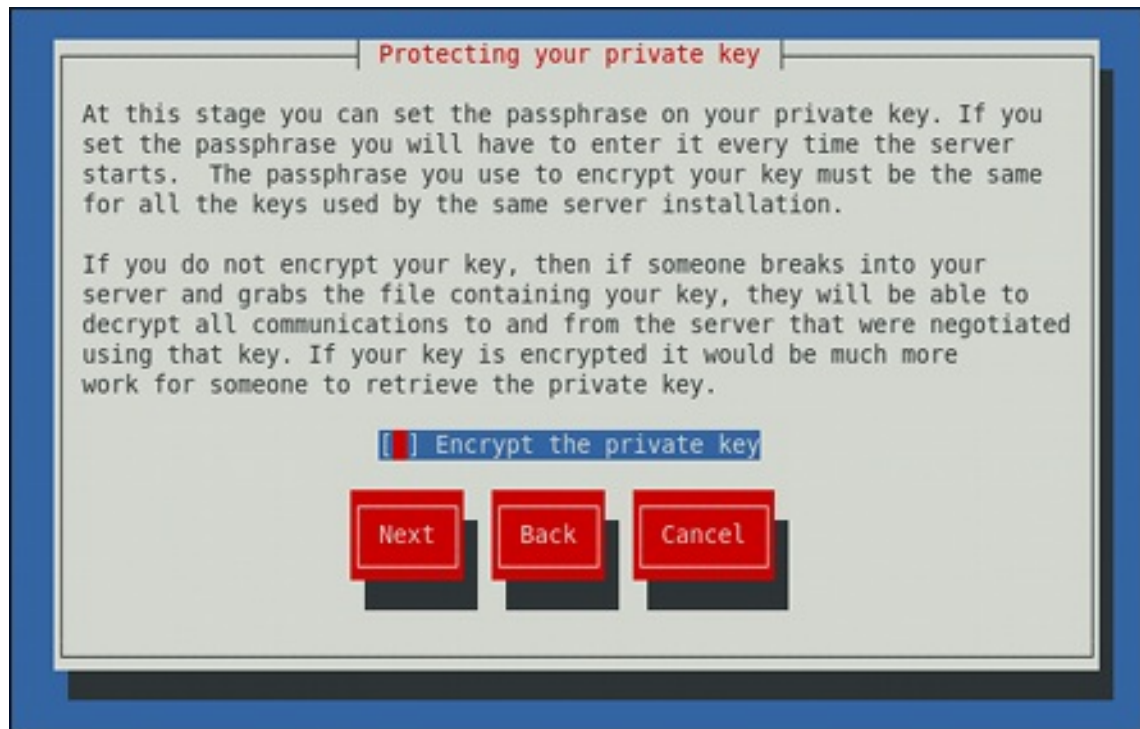 Protecting your private key
At this stage you can set the passphrase on your private key. If you
set the passphrase you will have to enter it every time the server
starts.  The passphrase you use to encrypt your key must be the same
for all the keys used by the same server installation.
If you do not encrypt your key, then if someone breaks into your
server and grabs the file containing your key, they will be able to
decrypt all communications to and from the server that were negotiated
using that key. If your key is encrypted it would be much more
work for someone to retrieve the private key.
[ ] Encrypt the private key
Next Back Cancel